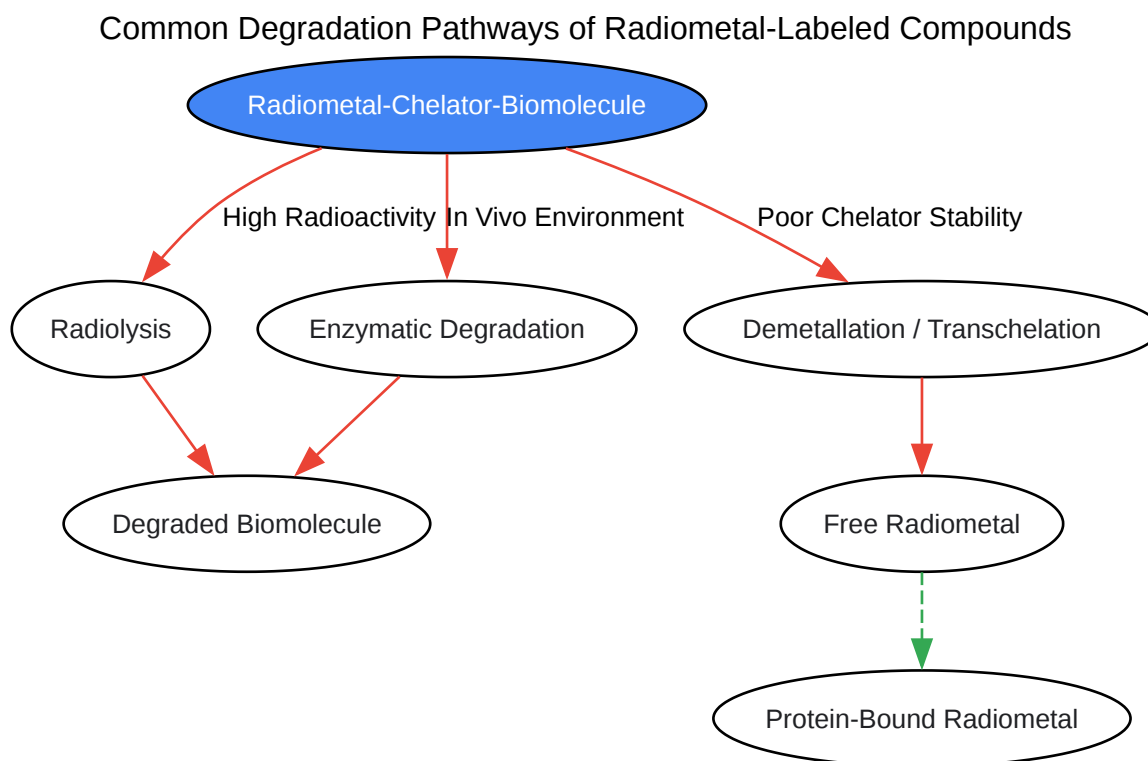 Common Degradation Pathways of Radiometal-Labeled Compounds
Radiometal-Chelator-Biomolecule
High Radioactivity
In Vivo Environment
Poor Chelator Stability
Radiolysis
Enzymatic Degradation
Demetallation / Transchelation
Degraded Biomolecule
Free Radiometal
Protein-Bound Radiometal